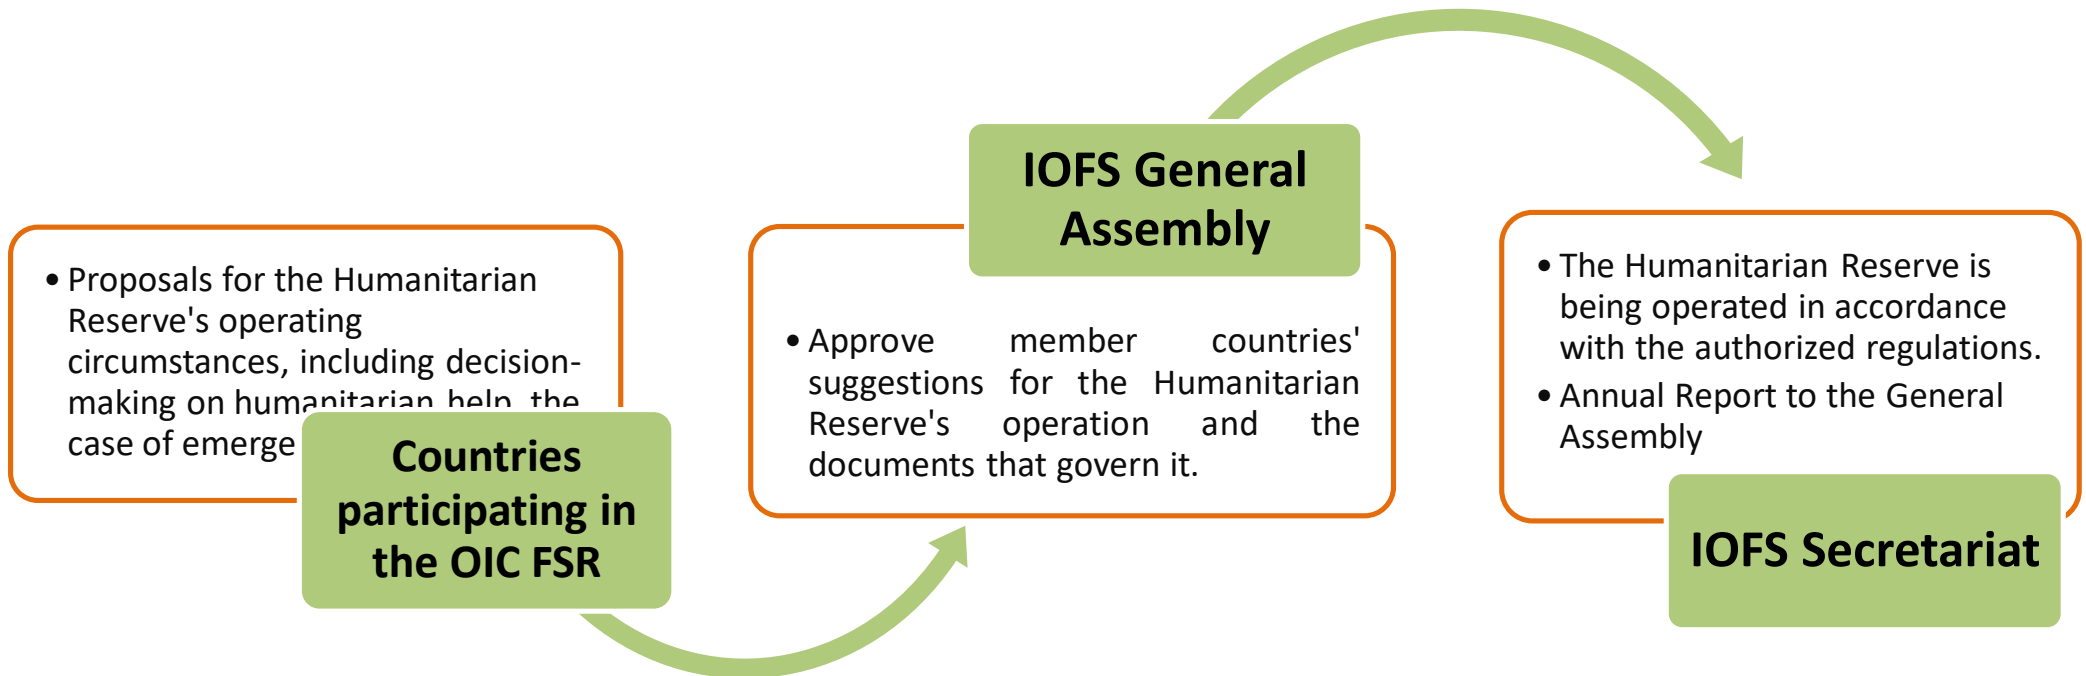 • Proposals for the Humanitarian
Reserve's operating
circumstances, including decision-
making on humanitarian help, the
case of emerge
Countries
participating in
the OIC FSR
IOFS General
Assembly
• Approve member countries'
suggestions for the Humanitarian
Reserve's operation and the
documents that govern it.
• The Humanitarian Reserve is
being operated in accordance
with the authorized regulations.
• Annual Report to the General
Assembly
IOFS Secretariat